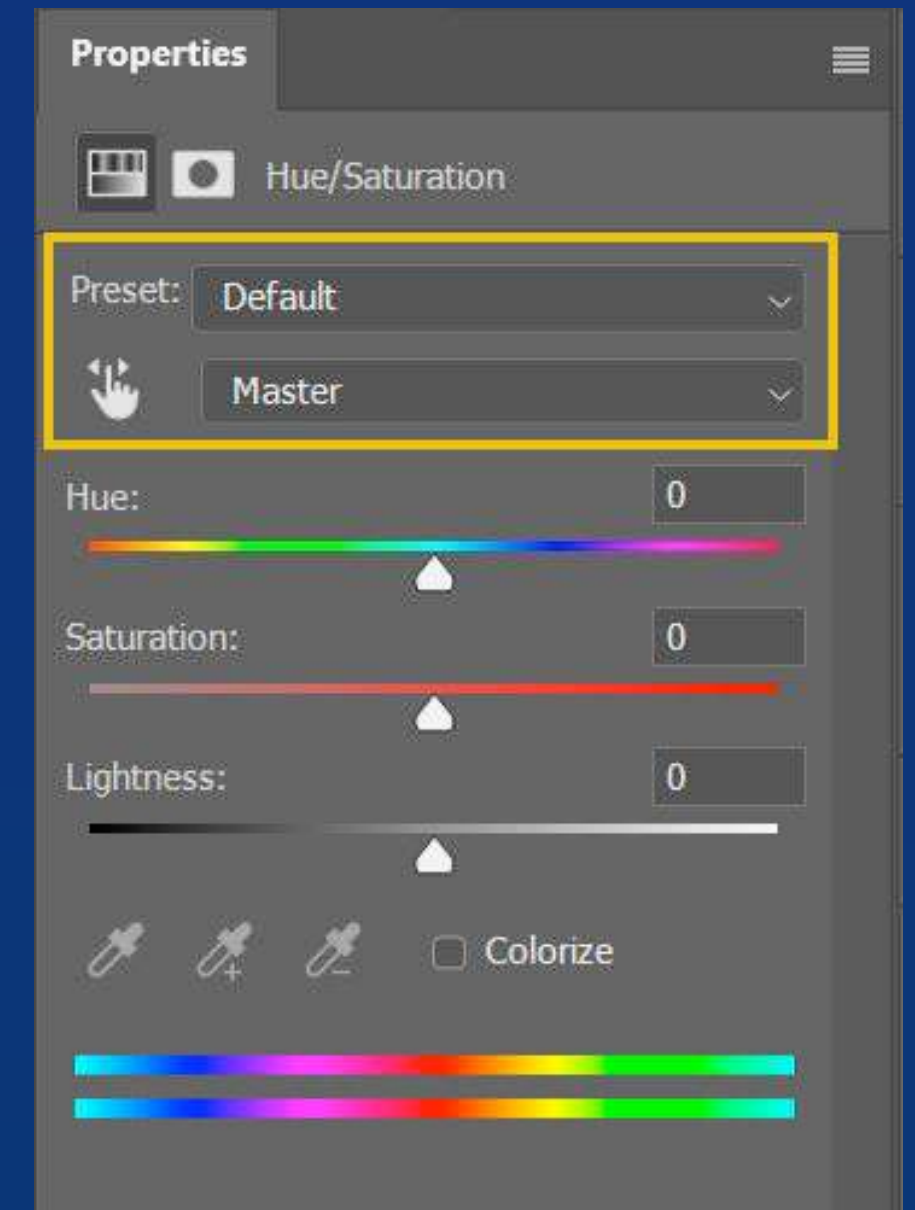 Properties
Hue/Saturation
Preset: Default
Master
Hue: 0
Saturation: 0
Lightness: 0
Colorize